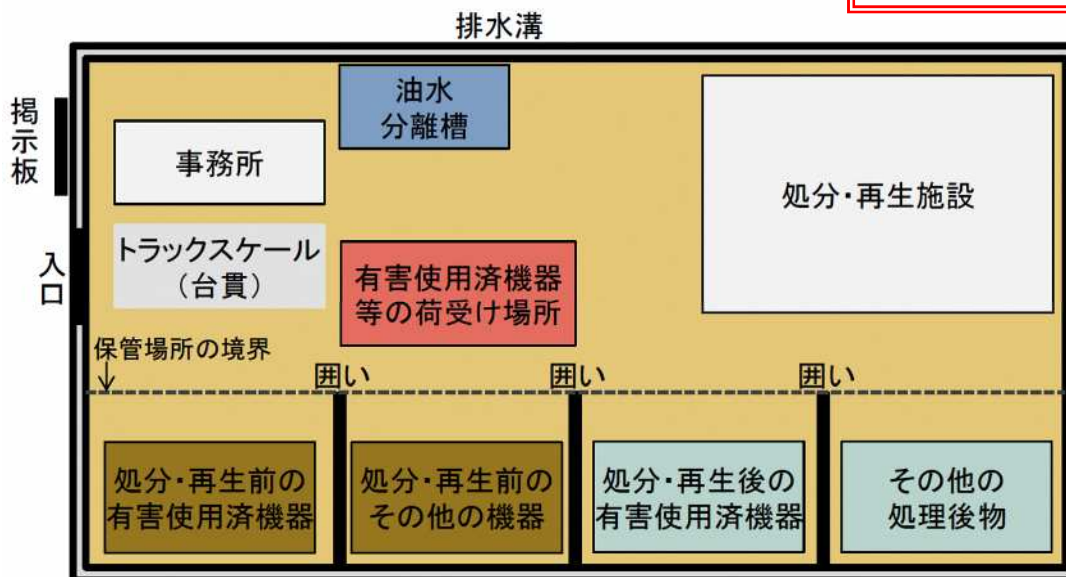 排水溝
掲示板
油水
分離槽
事務所
処分・再生施設
入口
トラックスケール
（台貫）
有害使用済機器
等の荷受け場所
保管場所の境界
囲い
囲い
囲い
処分・再生前の
有害使用済機器
処分・再生前の
その他の機器
処分・再生後の
有害使用済機器
その他の
処理後物